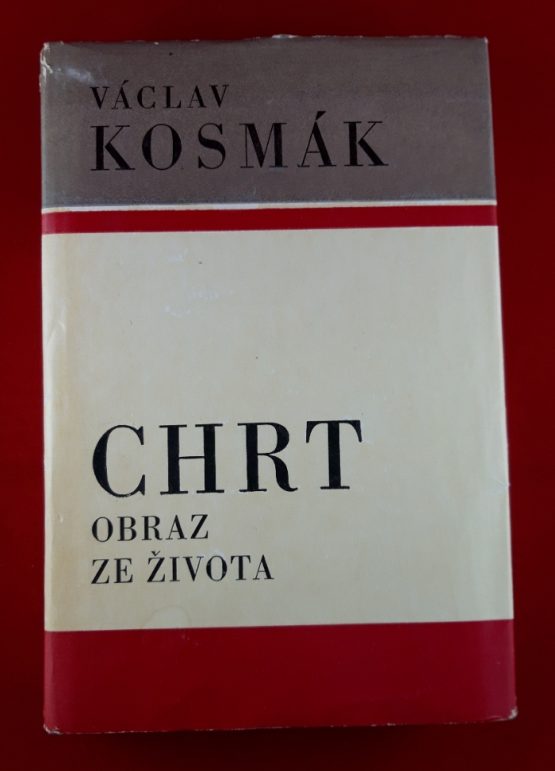 VÁCLAV
KOSMÁK
CHRT
OBRAZ
ZE ŽIVOTA